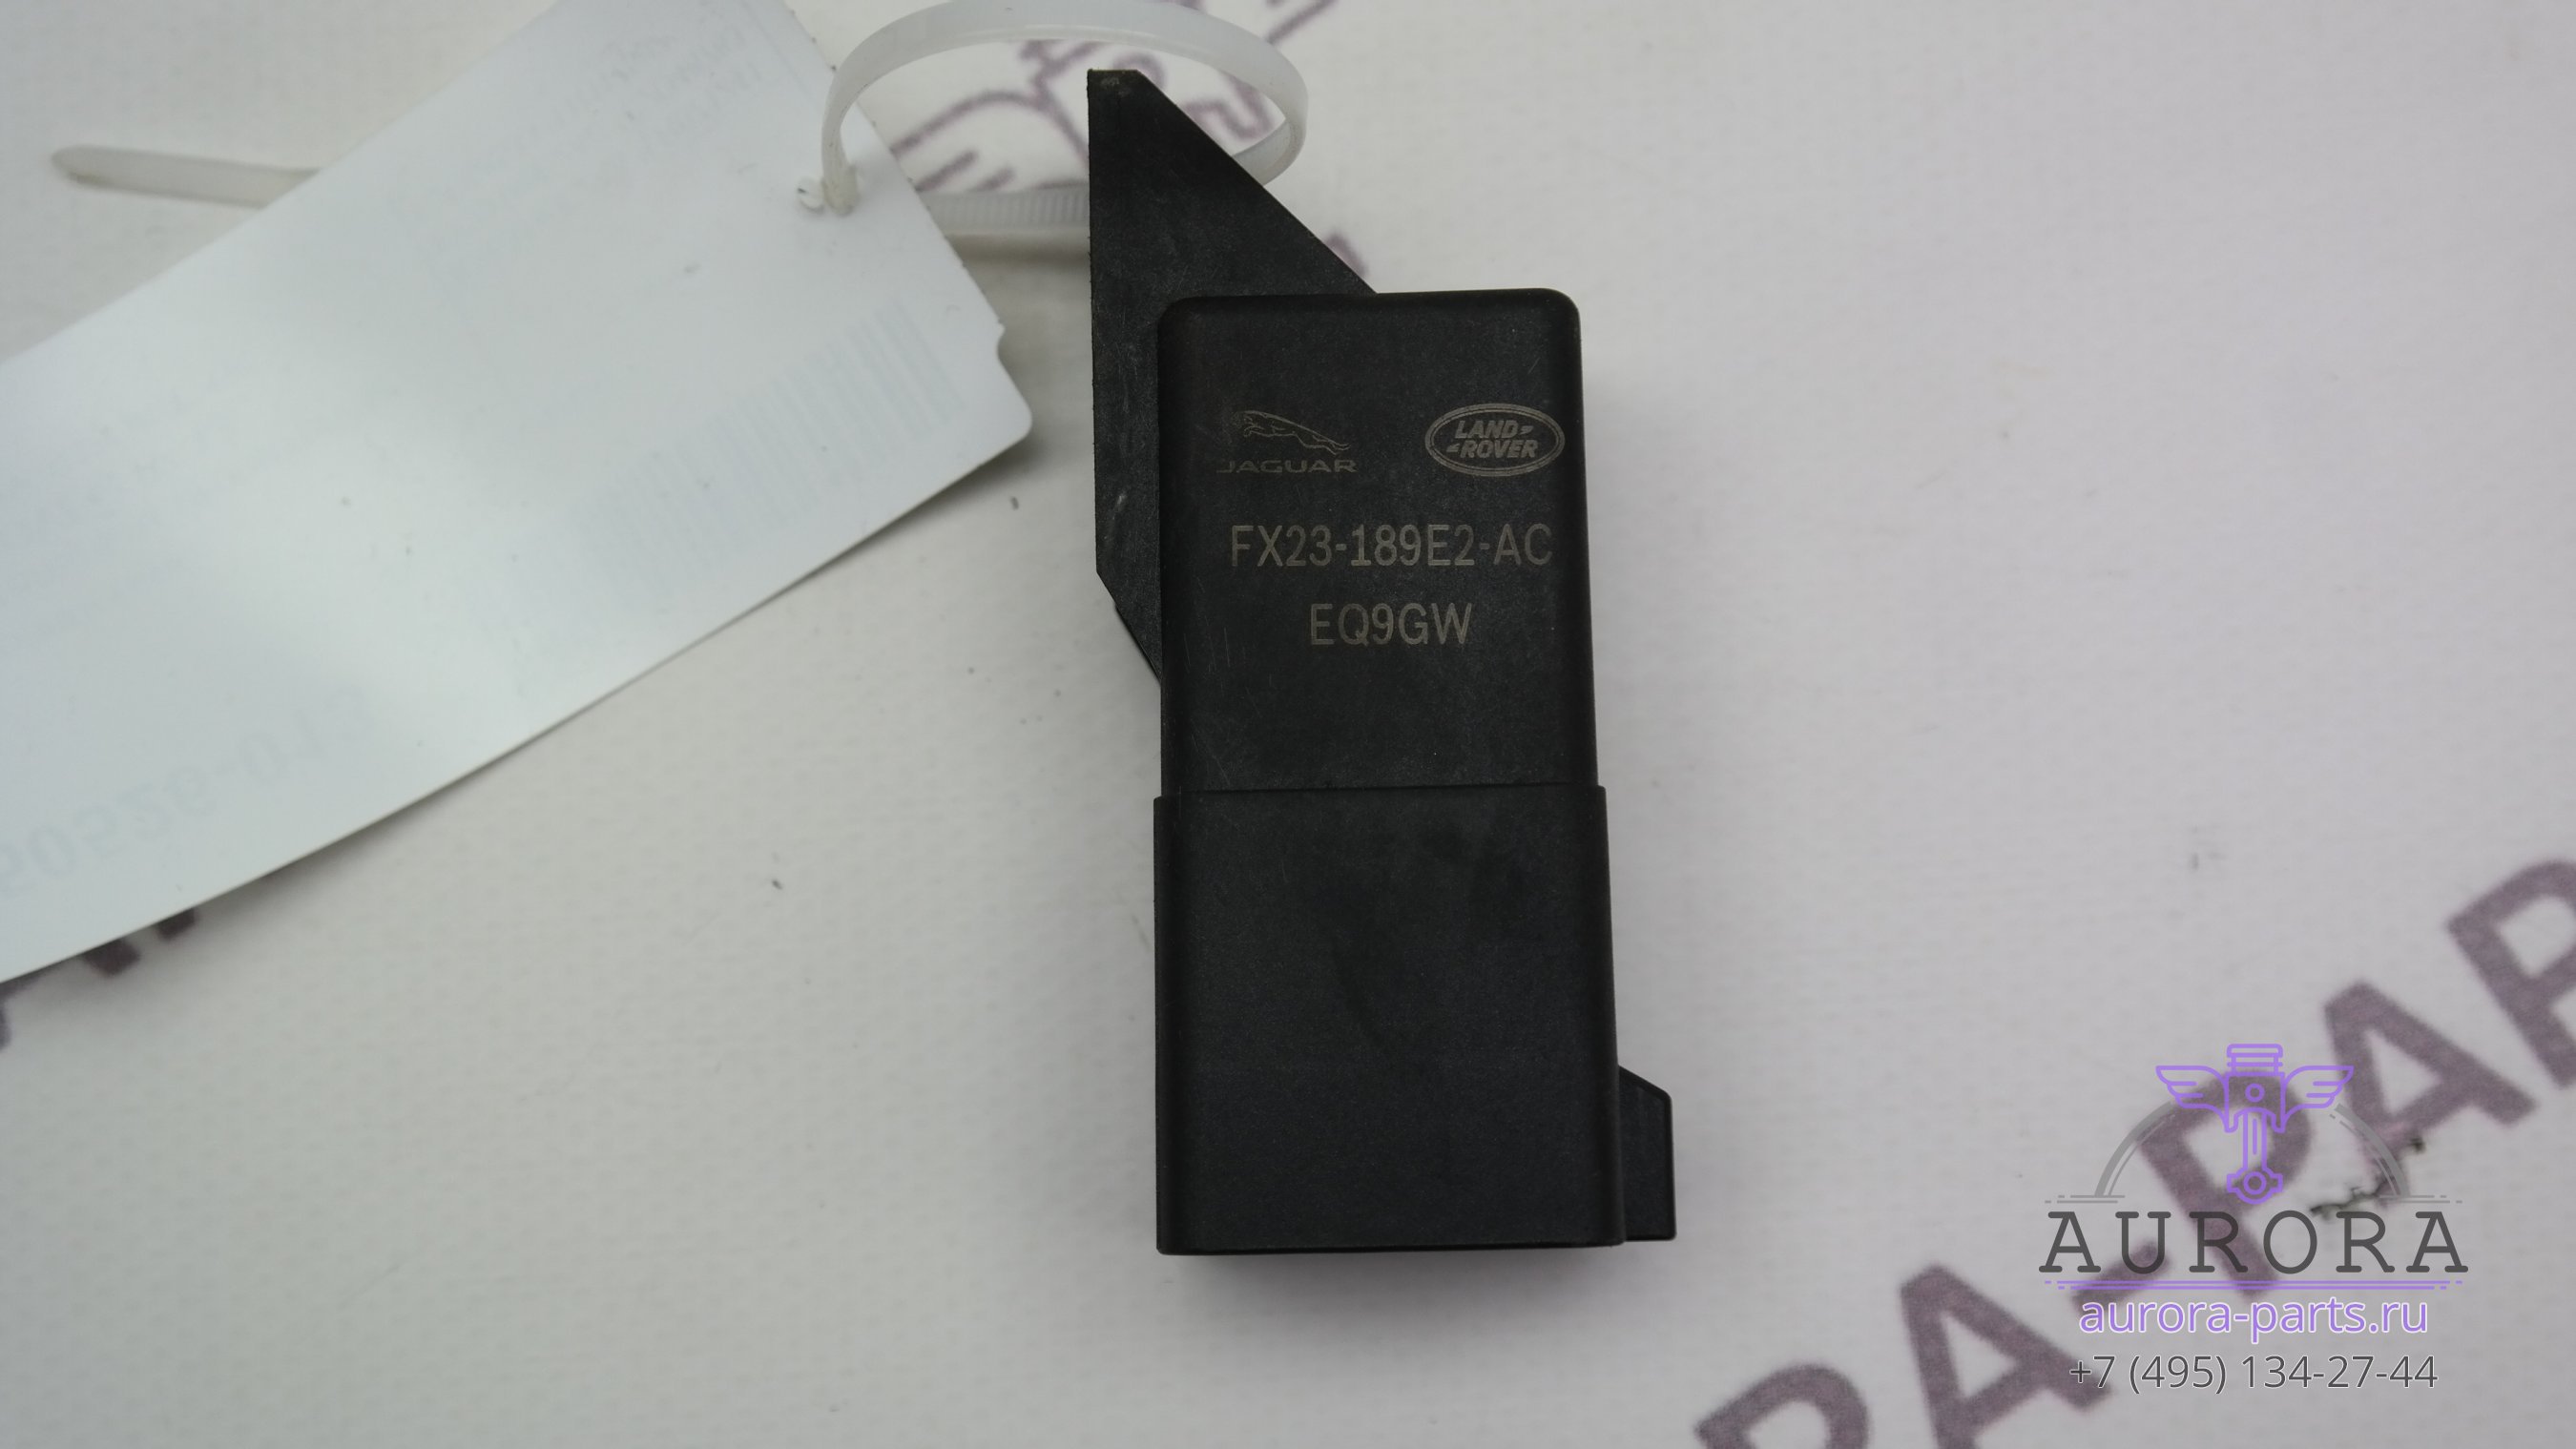 JAGUAR
LAND
ROVER
FX23-189E2-AC
EQ9GW
AURORA
aurora-parts.ru
+7 (495) 134-27-44